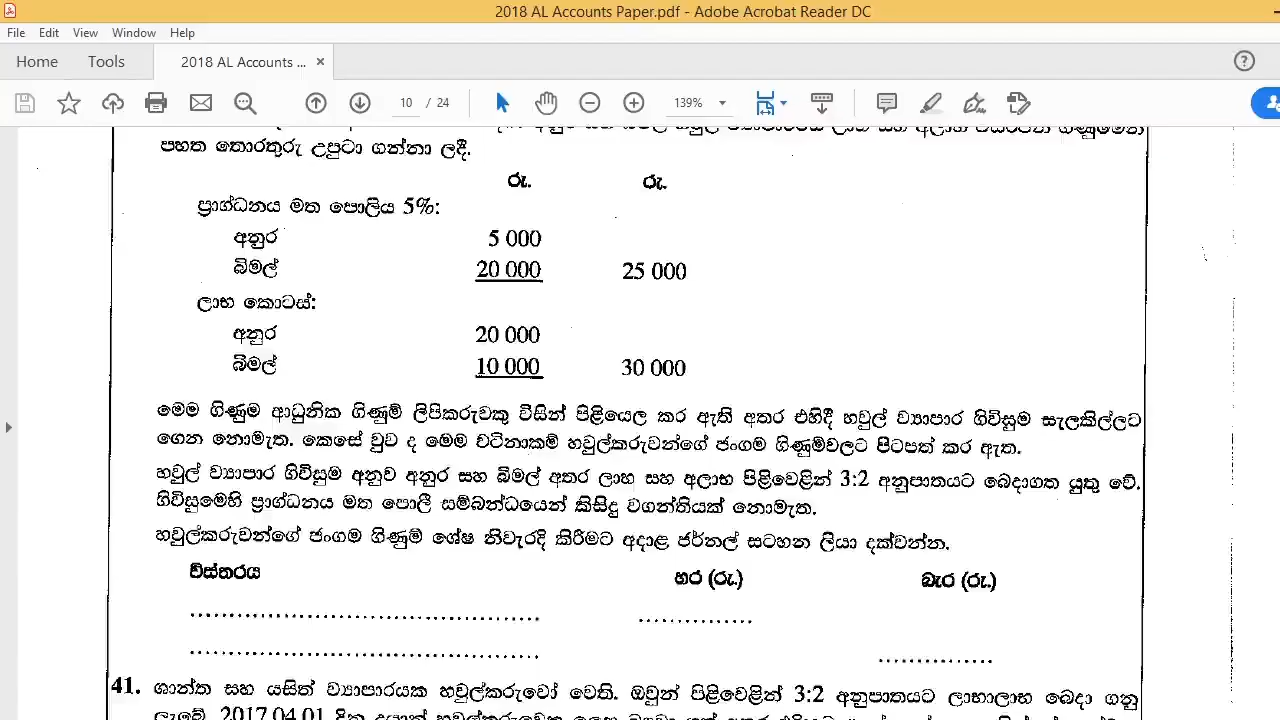 2018 AL Accounts Paper.pdf - Adobe Acrobat Reader DC
File Edit View Window Help
Home Tools 2018 AL Accounts ... ×
10 / 24 139%
පහත තොරතුරු උපුටා ගන්නා ලදී.
රු. රු.
ප්‍රාග්ධනය මත පොලිය 5%:
අනුර 5 000
බිමල් 20 000 25 000
ලාභ කොටස්:
අනුර 20 000
බිමල් 10 000 30 000
මෙම ගිණුම ආධුනික ගිණුම් ලිපිකරුවකු විසින් පිළියෙල කර ඇති අතර එහිදී හවුල් ව්‍යාපාර ගිවිසුම සැලකිල්ලට
ගෙන නොමැත. කෙසේ වුව ද මෙම වටිනාකම් හවුල්කරුවන්ගේ ජංගම ගිණුම්වලට පිටපත් කර ඇත.
හවුල් ව්‍යාපාර ගිවිසුම අනුව අනුර සහ බිමල් අතර ලාභ සහ අලාභ පිළිවෙළින් 3:2 අනුපාතයට බෙදාගත යුතු වේ.
ගිවිසුමෙහි ප්‍රාග්ධනය මත පොලී සම්බන්ධයෙන් කිසිදු වගන්තියක් නොමැත.
හවුල්කරුවන්ගේ ජංගම ගිණුම් ශේෂ නිවැරදි කිරීමට අදාළ ජර්නල් සටහන ලියා දක්වන්න.
විස්තරය හර (රු.) බැර (රු.)
41. ශාන්ත සහ යසිත් ව්‍යාපාරයක හවුල්කරුවෝ වෙති. ඔවුන් පිළිවෙළින් 3:2 අනුපාතයට ලාභාලාභ බෙදා ගනු
ලැබේ. 2017.04.01 දින